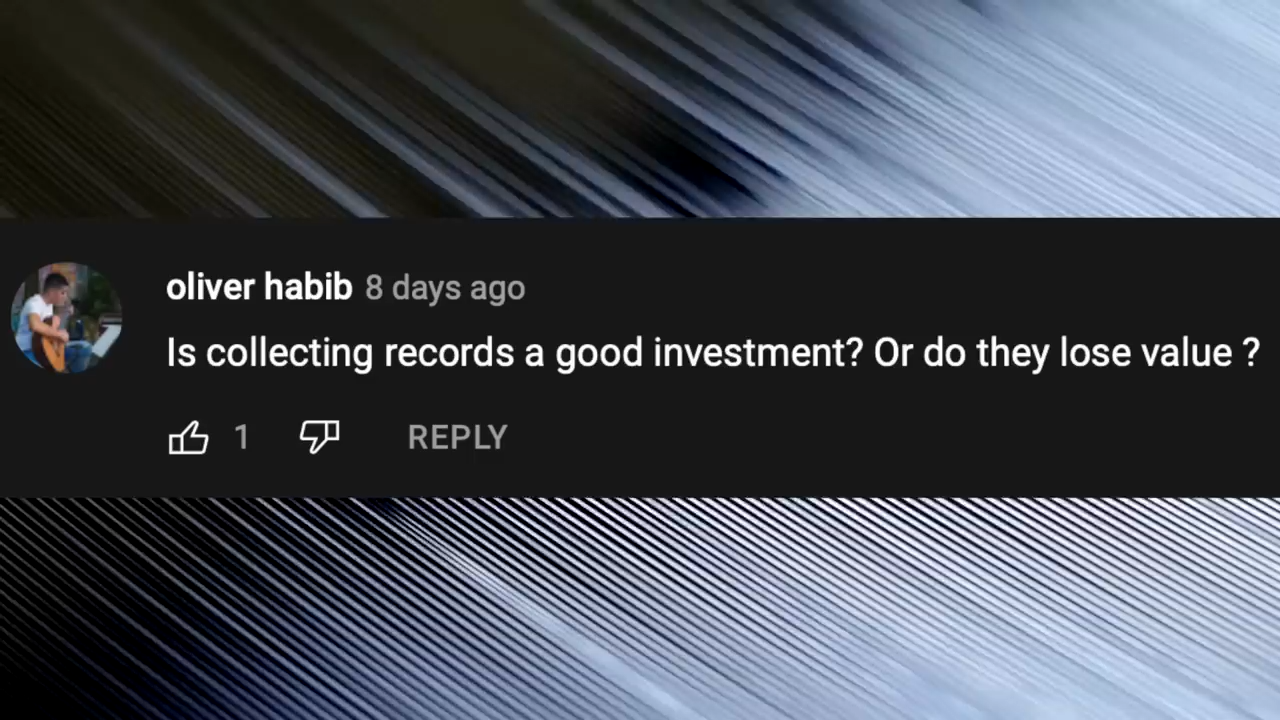 oliver habib 8 days ago
Is collecting records a good investment? Or do they lose value ?
1 REPLY